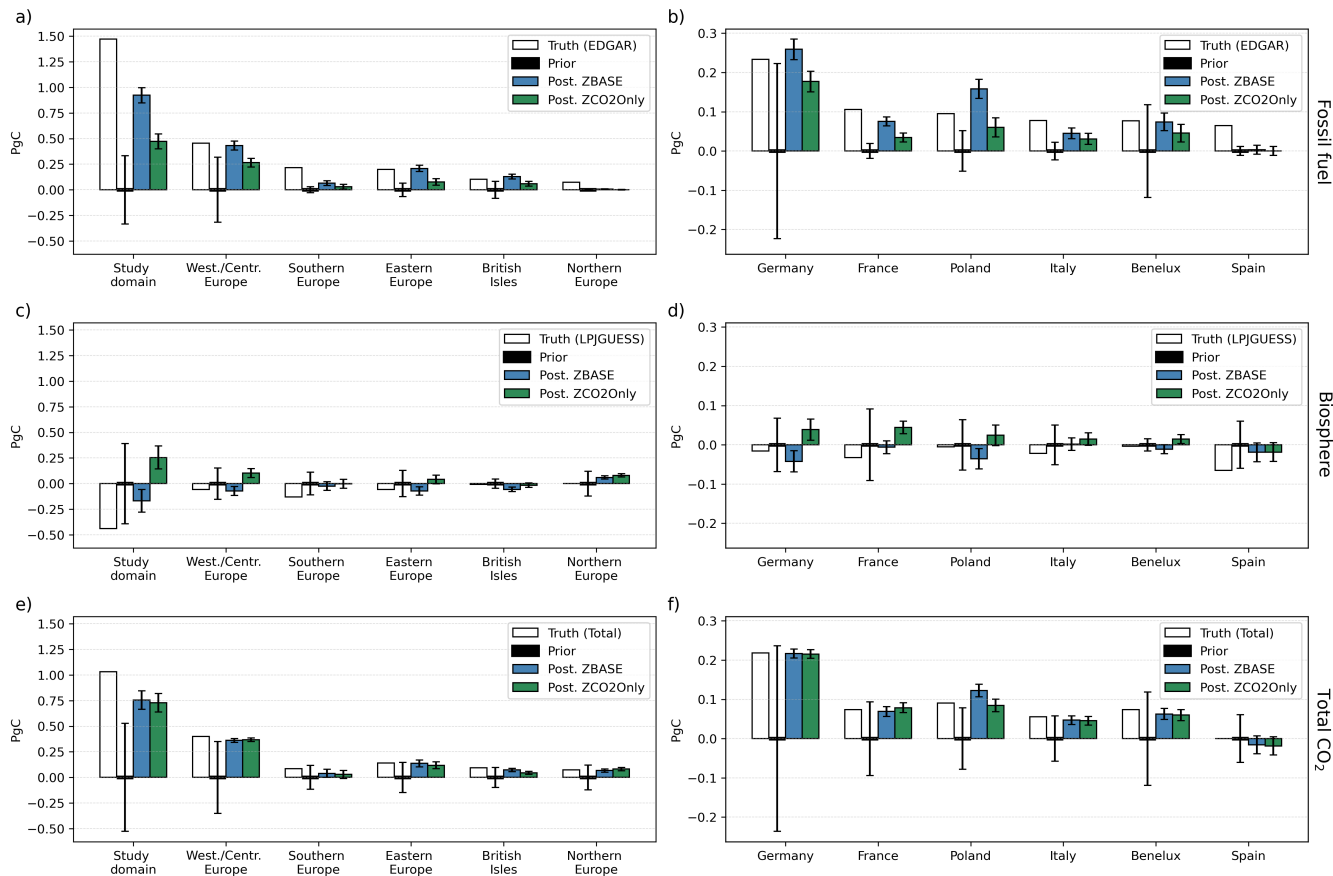 a)
1.50
1.25
1.00
0.75
0.50
0.25
0.00
−0.25
−0.50
PgC
Truth (EDGAR)
Prior
Post. ZBASE
Post. ZCO2Only
Study
domain
West./Centr.
Europe
Southern
Europe
Eastern
Europe
British
Isles
Northern
Europe
b)
0.3
0.2
0.1
0.0
−0.1
−0.2
PgC
Truth (EDGAR)
Prior
Post. ZBASE
Post. ZCO2Only
Germany
France
Poland
Italy
Benelux
Spain
Fossil fuel
c)
1.50
1.25
1.00
0.75
0.50
0.25
0.00
−0.25
−0.50
PgC
Truth (LPJGUESS)
Prior
Post. ZBASE
Post. ZCO2Only
Study
domain
West./Centr.
Europe
Southern
Europe
Eastern
Europe
British
Isles
Northern
Europe
d)
0.3
0.2
0.1
0.0
−0.1
−0.2
PgC
Truth (LPJGUESS)
Prior
Post. ZBASE
Post. ZCO2Only
Germany
France
Poland
Italy
Benelux
Spain
Biosphere
e)
1.50
1.25
1.00
0.75
0.50
0.25
0.00
−0.25
−0.50
PgC
Truth (Total)
Prior
Post. ZBASE
Post. ZCO2Only
Study
domain
West./Centr.
Europe
Southern
Europe
Eastern
Europe
British
Isles
Northern
Europe
f)
0.3
0.2
0.1
0.0
−0.1
−0.2
PgC
Truth (Total)
Prior
Post. ZBASE
Post. ZCO2Only
Germany
France
Poland
Italy
Benelux
Spain
Total CO₂